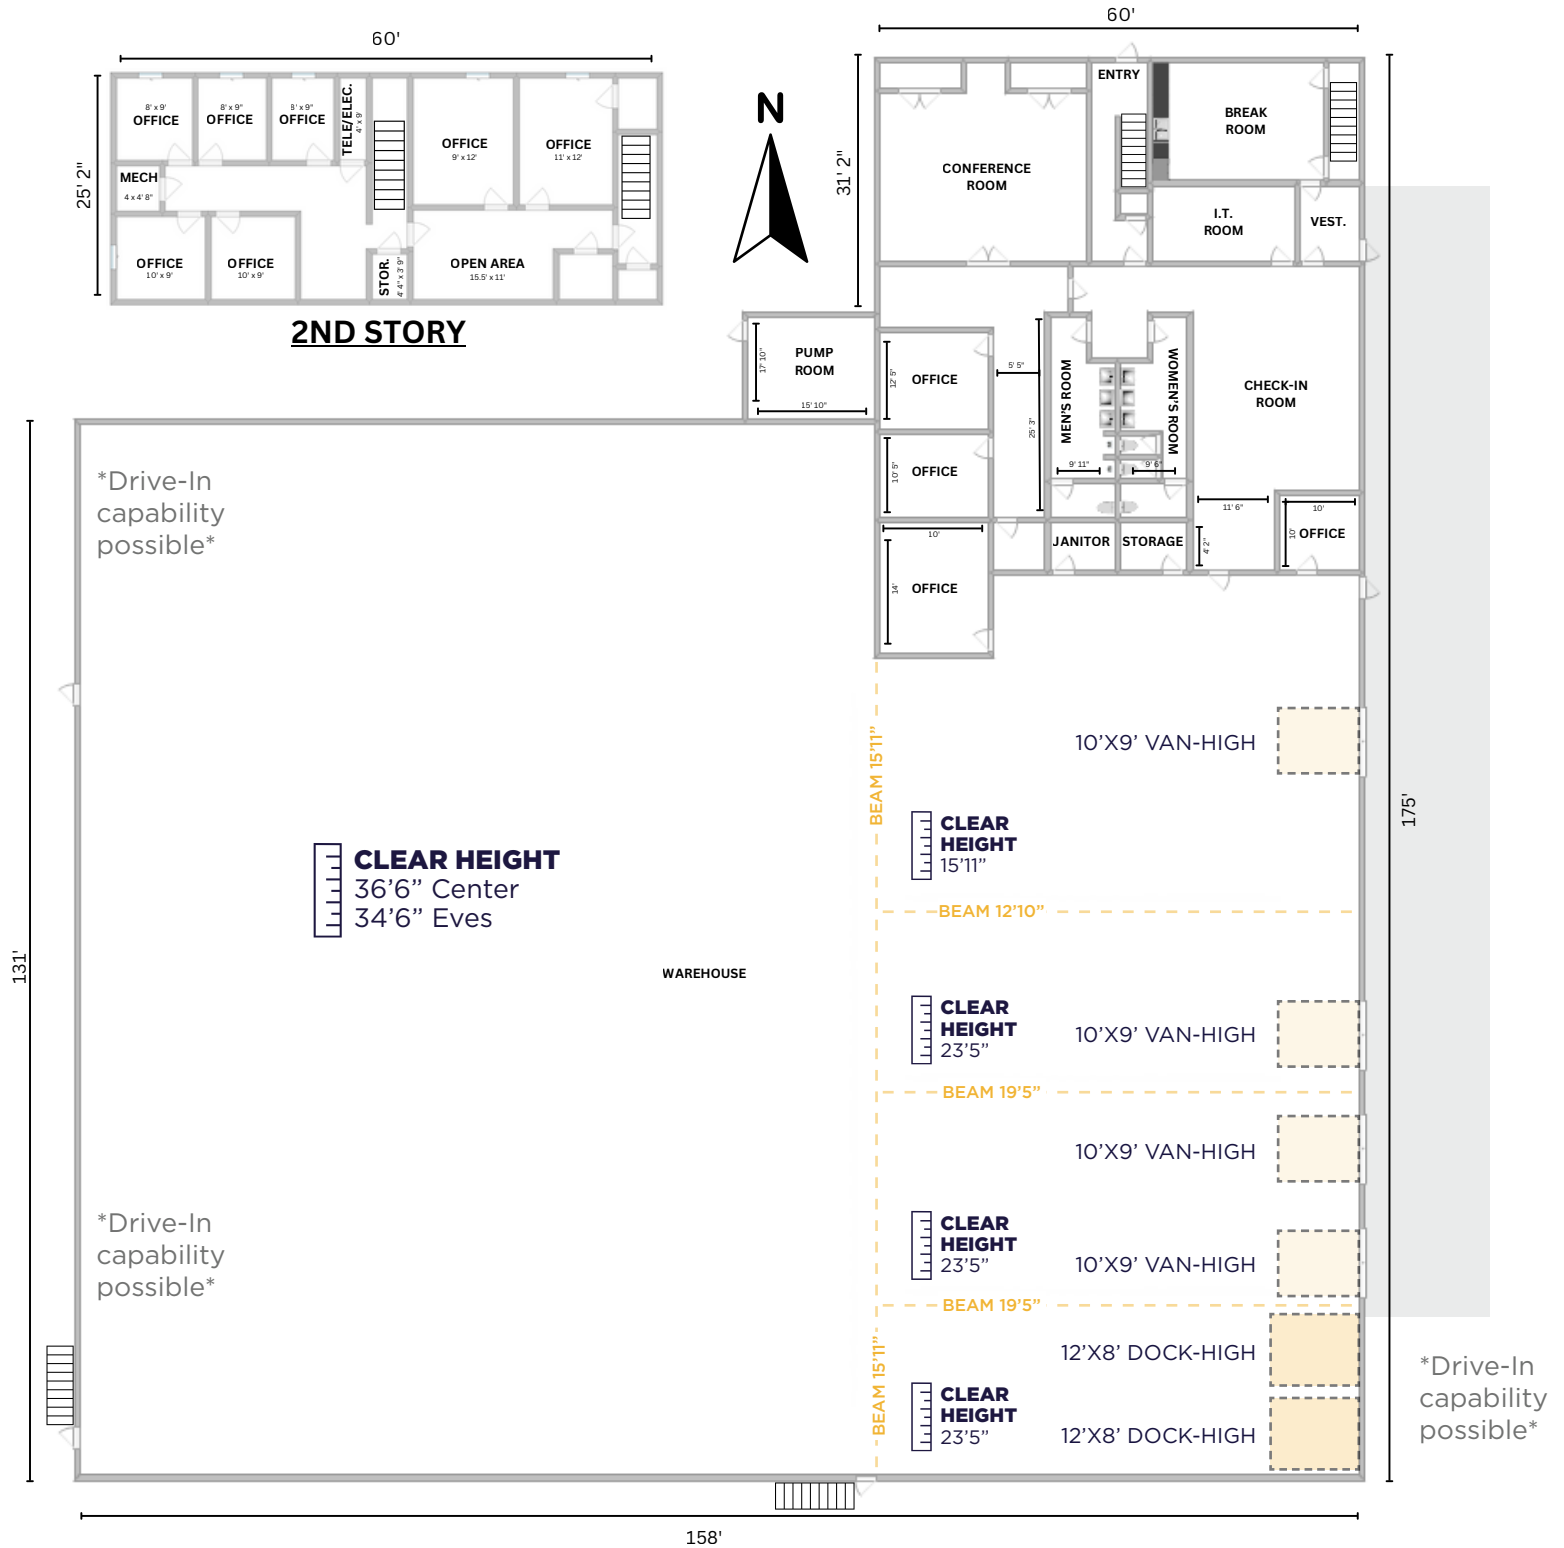 60'
25' 2"
8' x 9'
OFFICE
8' x 9"
OFFICE
8' x 9"
OFFICE
TELE/ELEC.
4' x 9'
OFFICE
9' x 12'
OFFICE
11' x 12'
MECH
4 x 4' 8"
OFFICE
10' x 9'
OFFICE
10' x 9'
STOR.
4' 4" x 3' 9"
OPEN AREA
15.5' x 11'
2ND STORY
N
60'
31' 2"
ENTRY
BREAK
ROOM
CONFERENCE
ROOM
I.T.
ROOM
VEST.
PUMP
ROOM
17' 10"
15' 10"
OFFICE
12' 5"
5' 5"
25' 3"
MEN'S ROOM
WOMEN'S ROOM
9' 11"
9' 6"
CHECK-IN
ROOM
OFFICE
10' 5"
11' 6"
4' 2"
10'
10'
OFFICE
JANITOR
STORAGE
10'
14'
OFFICE
*Drive-In
capability
possible*
131'
CLEAR HEIGHT
36’6” Center
34’6” Eves
WAREHOUSE
BEAM 15’11”
10’X9’ VAN-HIGH
175'
CLEAR
HEIGHT
15’11”
BEAM 12’10”
CLEAR
HEIGHT
23’5”
10’X9’ VAN-HIGH
BEAM 19’5”
10’X9’ VAN-HIGH
CLEAR
HEIGHT
23’5”
10’X9’ VAN-HIGH
BEAM 19’5”
*Drive-In
capability
possible*
BEAM 15’11”
12’X8’ DOCK-HIGH
CLEAR
HEIGHT
23’5”
12’X8’ DOCK-HIGH
*Drive-In
capability
possible*
158'